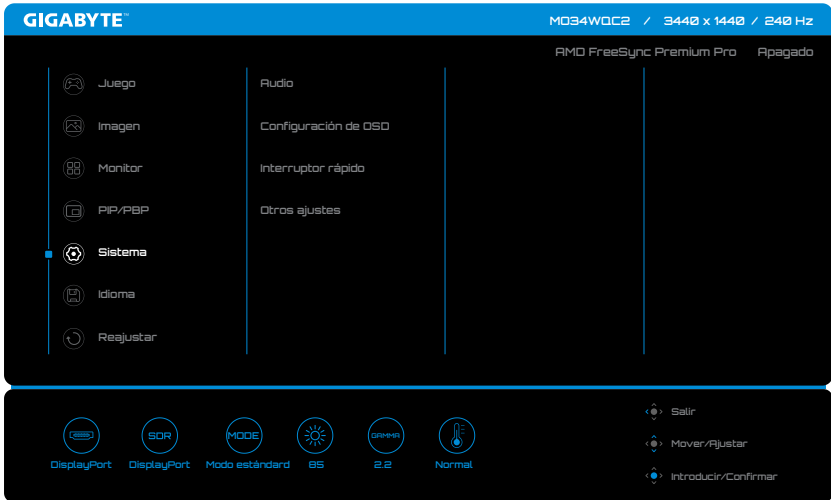 GIGABYTE™
MO34WQC2 / 3440 x 1440 / 240 Hz
AMD FreeSync Premium Pro Apagado
Juego
Imagen
Monitor
PIP/PBP
Sistema
Idioma
Reajustar
Audio
Configuración de OSD
Interruptor rápido
Otros ajustes
SDR
MODE
GAMMA
DisplayPort
DisplayPort
Modo estándard
85
2.2
Normal
Salir
Mover/Ajustar
Introducir/Confirmar